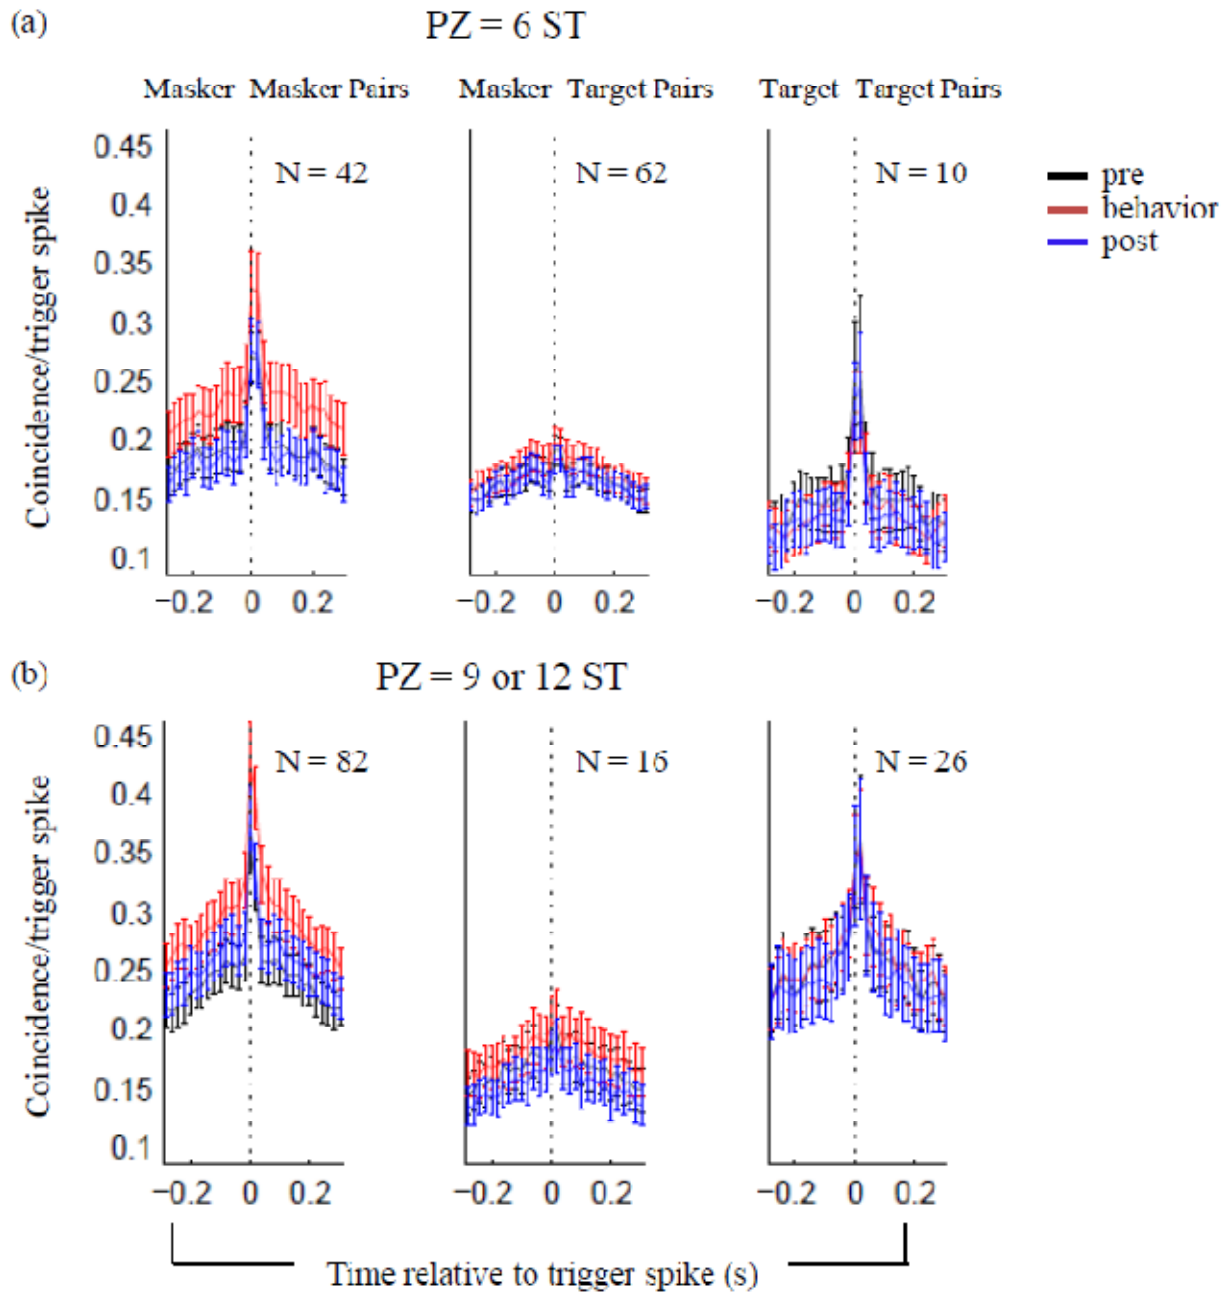 (a)
PZ = 6 ST
Masker Masker Pairs
Masker Target Pairs
Target Target Pairs
Coincidence/trigger spike
0.45
0.4
0.35
0.3
0.25
0.2
0.15
0.1
N = 42
N = 62
N = 10
pre
behavior
post
−0.2 0 0.2
−0.2 0 0.2
−0.2 0 0.2
(b)
PZ = 9 or 12 ST
Coincidence/trigger spike
0.45
0.4
0.35
0.3
0.25
0.2
0.15
0.1
N = 82
N = 16
N = 26
−0.2 0 0.2
−0.2 0 0.2
−0.2 0 0.2
Time relative to trigger spike (s)